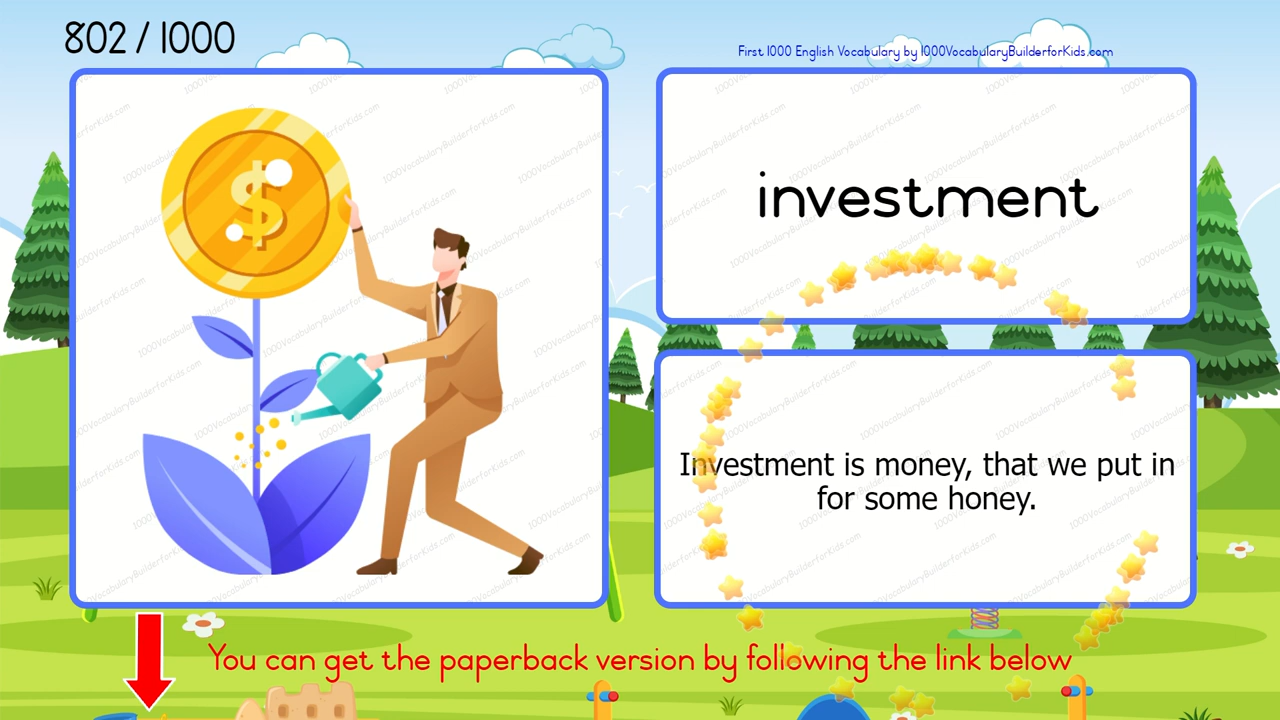 802 / 1000
First 1000 English Vocabulary by 1000VocabularyBuilderforKids.com
investment
Investment is money, that we put in
for some honey.
You can get the paperback version by following the link below